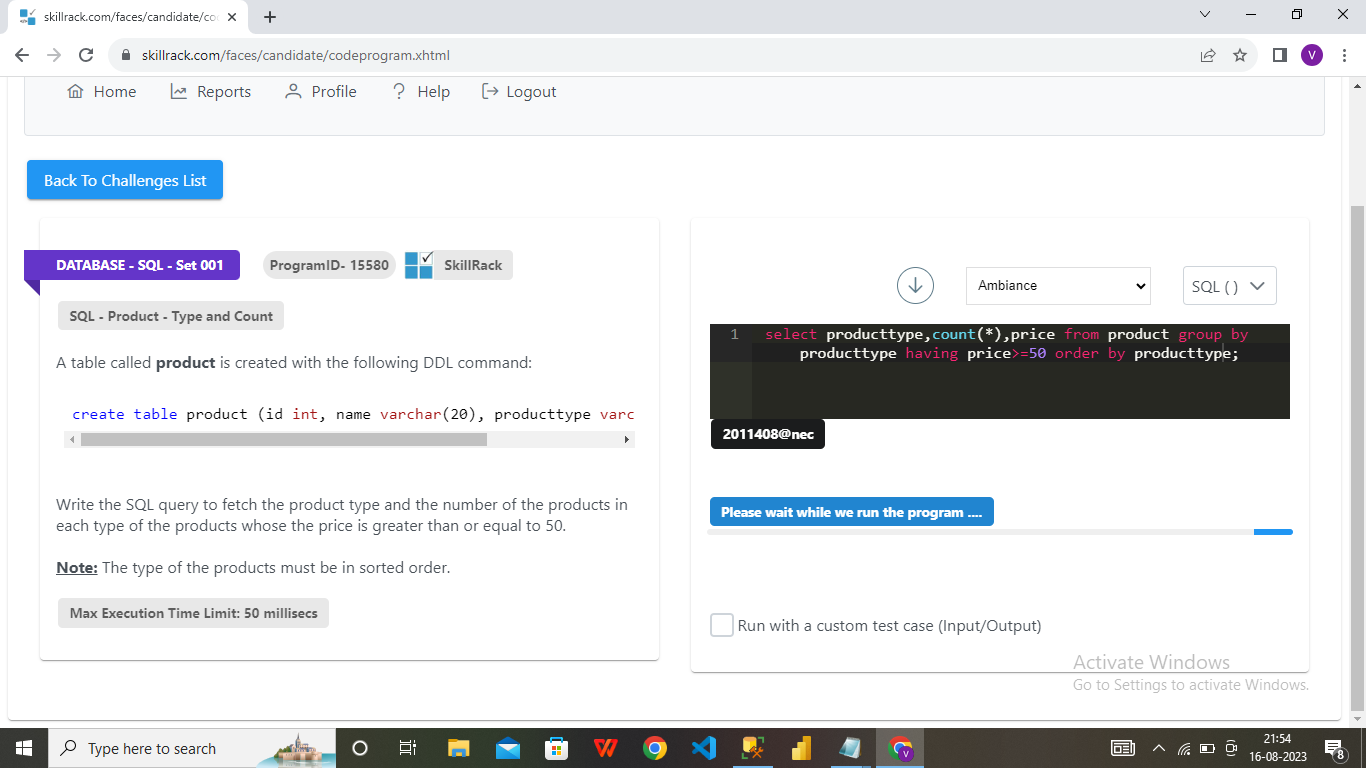 skillrack.com/faces/candidate/co
skillrack.com/faces/candidate/codeprogram.xhtml
V
Home
Reports
Profile
Help
Logout
Back To Challenges List
DATABASE - SQL - Set 001
ProgramID- 15580
SkillRack
SQL - Product - Type and Count
A table called product is created with the following DDL command:
create table product (id int, name varchar(20), producttype varc
Write the SQL query to fetch the product type and the number of the products in
each type of the products whose the price is greater than or equal to 50.
Note: The type of the products must be in sorted order.
Max Execution Time Limit: 50 millisecs
Ambiance
SQL ( )
1 select producttype,count(*),price from product group by
producttype having price>=50 order by producttype;
2011408@nec
Please wait while we run the program ....
Run with a custom test case (Input/Output)
Activate Windows
Go to Settings to activate Windows.
Type here to search
V
21:54
16-08-2023
8